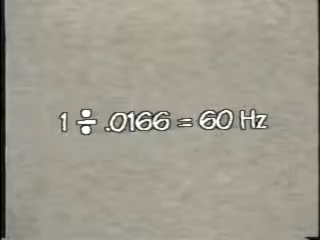 1 ÷ .0166 = 60 Hz